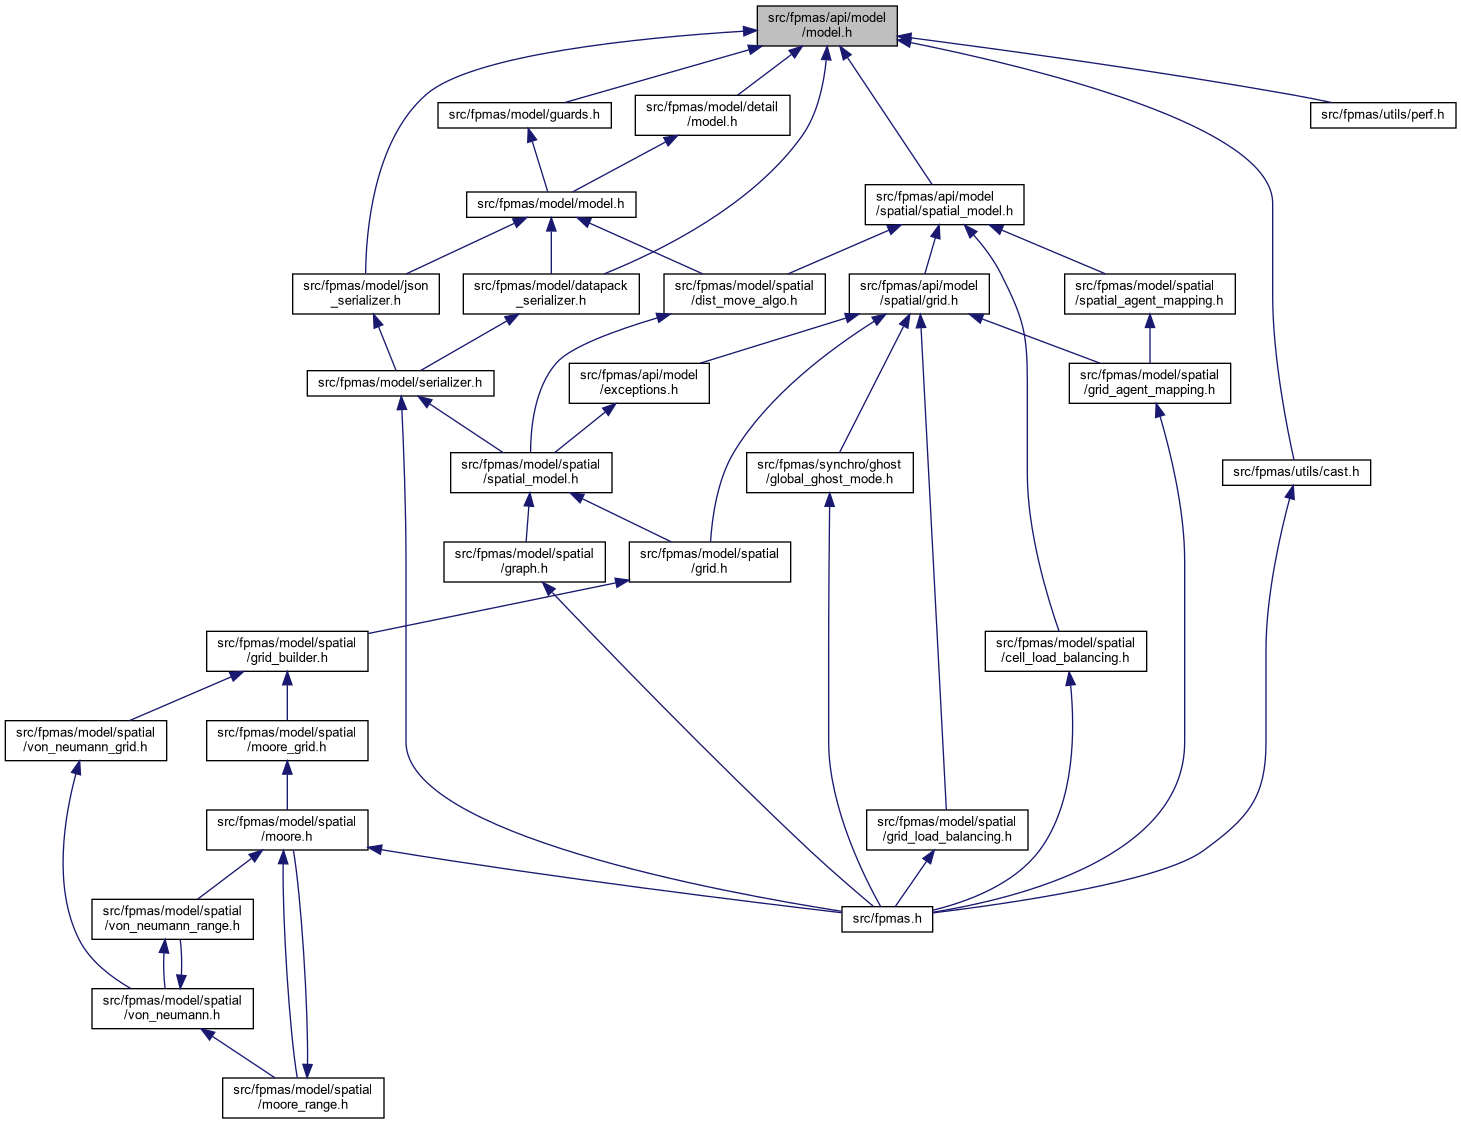 src/fpmas/api/model
/model.h
src/fpmas/model/guards.h
src/fpmas/model/detail
/model.h
src/fpmas/utils/perf.h
src/fpmas/model/model.h
src/fpmas/api/model
/spatial/spatial_model.h
src/fpmas/model/json
_serializer.h
src/fpmas/model/datapack
_serializer.h
src/fpmas/model/spatial
/dist_move_algo.h
src/fpmas/api/model
/spatial/grid.h
src/fpmas/model/spatial
/spatial_agent_mapping.h
src/fpmas/model/serializer.h
src/fpmas/api/model
/exceptions.h
src/fpmas/model/spatial
/grid_agent_mapping.h
src/fpmas/model/spatial
/spatial_model.h
src/fpmas/synchro/ghost
/global_ghost_mode.h
src/fpmas/utils/cast.h
src/fpmas/model/spatial
/graph.h
src/fpmas/model/spatial
/grid.h
src/fpmas/model/spatial
/grid_builder.h
src/fpmas/model/spatial
/cell_load_balancing.h
src/fpmas/model/spatial
/von_neumann_grid.h
src/fpmas/model/spatial
/moore_grid.h
src/fpmas/model/spatial
/moore.h
src/fpmas/model/spatial
/grid_load_balancing.h
src/fpmas/model/spatial
/von_neumann_range.h
src/fpmas.h
src/fpmas/model/spatial
/von_neumann.h
src/fpmas/model/spatial
/moore_range.h